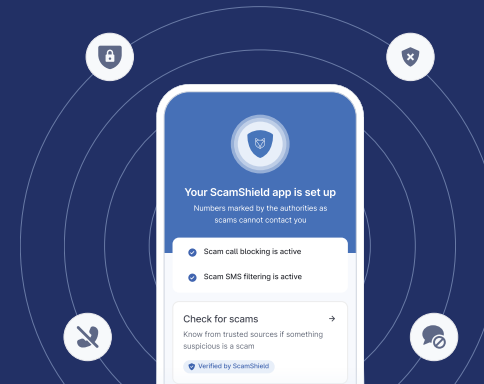 Your ScamShield app is set up
Numbers marked by the authorities as
scams cannot contact you
Scam call blocking is active
Scam SMS filtering is active
Check for scams
Know from trusted sources if something
suspicious is a scam
Verified by ScamShield